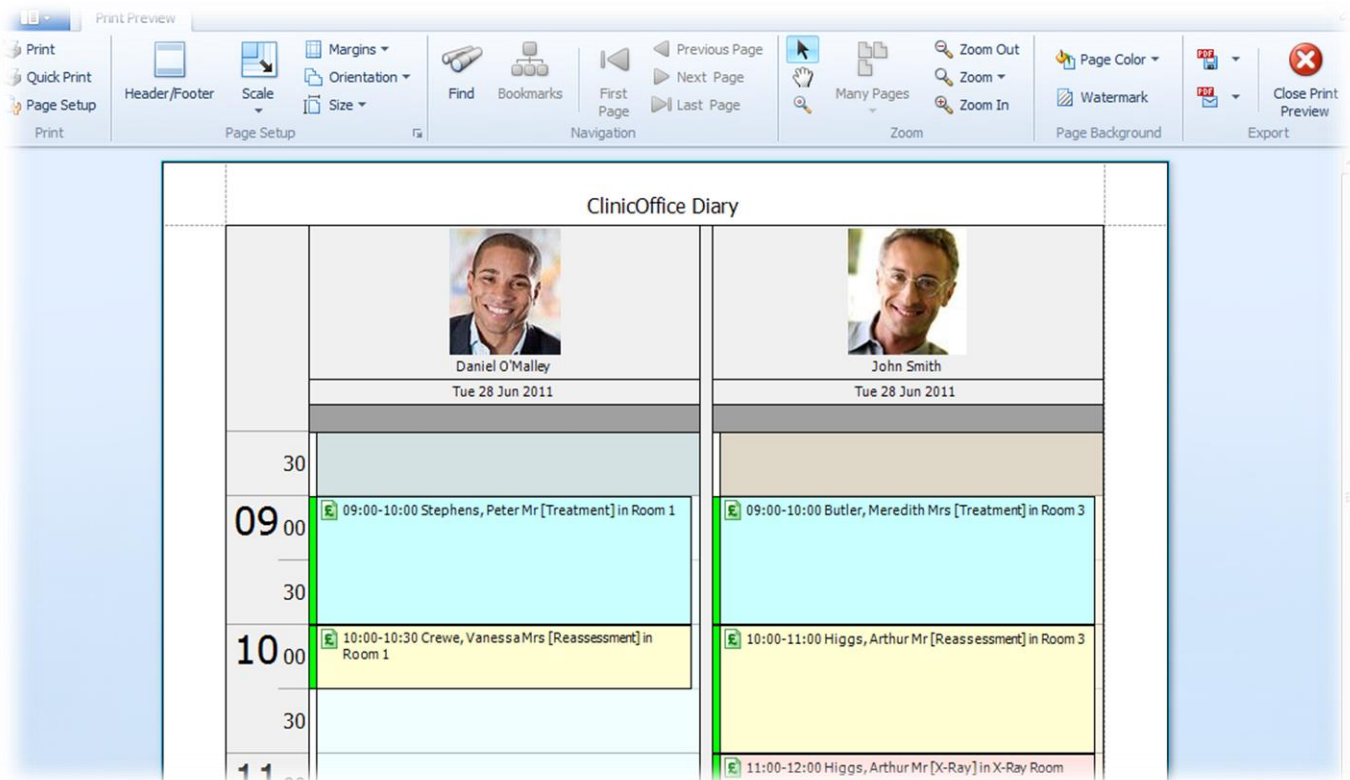 Print Preview
Print
Quick Print
Page Setup
Print
Header/Footer
Scale
Margins
Orientation
Size
Page Setup
Find
Bookmarks
First
Page
Previous Page
Next Page
Last Page
Navigation
Many Pages
Zoom Out
Zoom
Zoom In
Zoom
Page Color
Watermark
Page Background
PDF
PDF
Close Print
Preview
Export
ClinicOffice Diary
Daniel O'Malley
John Smith
Tue 28 Jun 2011
Tue 28 Jun 2011
30
09 00
£ 09:00-10:00 Stephens, Peter Mr [Treatment] in Room 1
£ 09:00-10:00 Butler, Meredith Mrs [Treatment] in Room 3
30
10 00
£ 10:00-10:30 Crewe, Vanessa Mrs [Reassessment] in
Room 1
£ 10:00-11:00 Higgs, Arthur Mr [Reassessment] in Room 3
30
11 00
£ 11:00-12:00 Higgs, Arthur Mr [X-Ray] in X-Ray Room